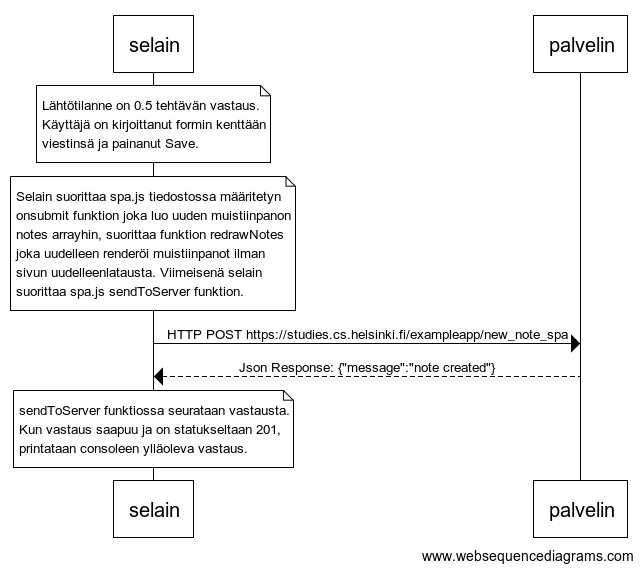 selain
palvelin
Lähtötilanne on 0.5 tehtävän vastaus.
Käyttäjä on kirjoittanut formin kenttään
viestinsä ja painanut Save.
Selain suorittaa spa.js tiedostossa määritetyn
onsubmit funktion joka luo uuden muistiinpanon
notes arrayhin, suorittaa funktion redrawNotes
joka uudelleen renderöi muistiinpanot ilman
sivun uudelleenlatausta. Viimeisenä selain
suorittaa spa.js sendToServer funktion.
HTTP POST https://studies.cs.helsinki.fi/exampleapp/new_note_spa
Json Response: {"message":"note created"}
sendToServer funktiossa seurataan vastausta.
Kun vastaus saapuu ja on statukseltaan 201,
printataan consoleen ylläoleva vastaus.
selain
palvelin
www.websequencediagrams.com